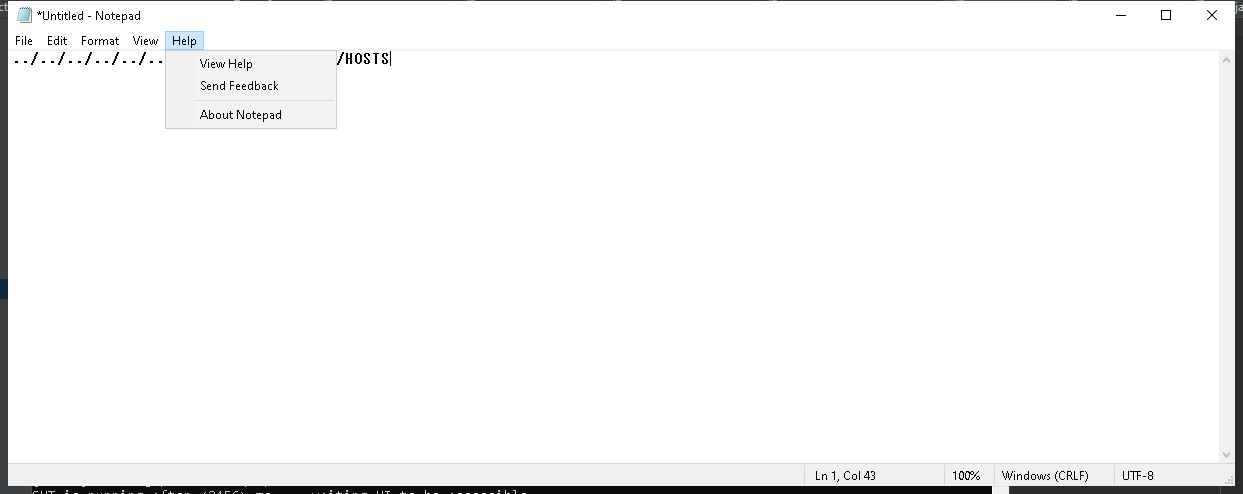 *Untitled - Notepad
File Edit Format View Help
../../../../../.. /HOSTS
View Help
Send Feedback
About Notepad
Ln 1, Col 43 100% Windows (CRLF) UTF-8